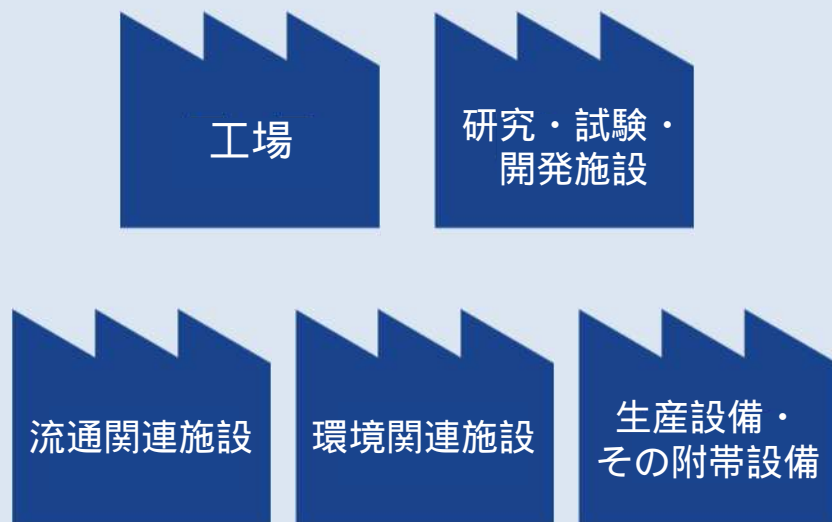 工場
研究・試験・
開発施設
流通関連施設
環境関連施設
生産設備・
その附帯設備